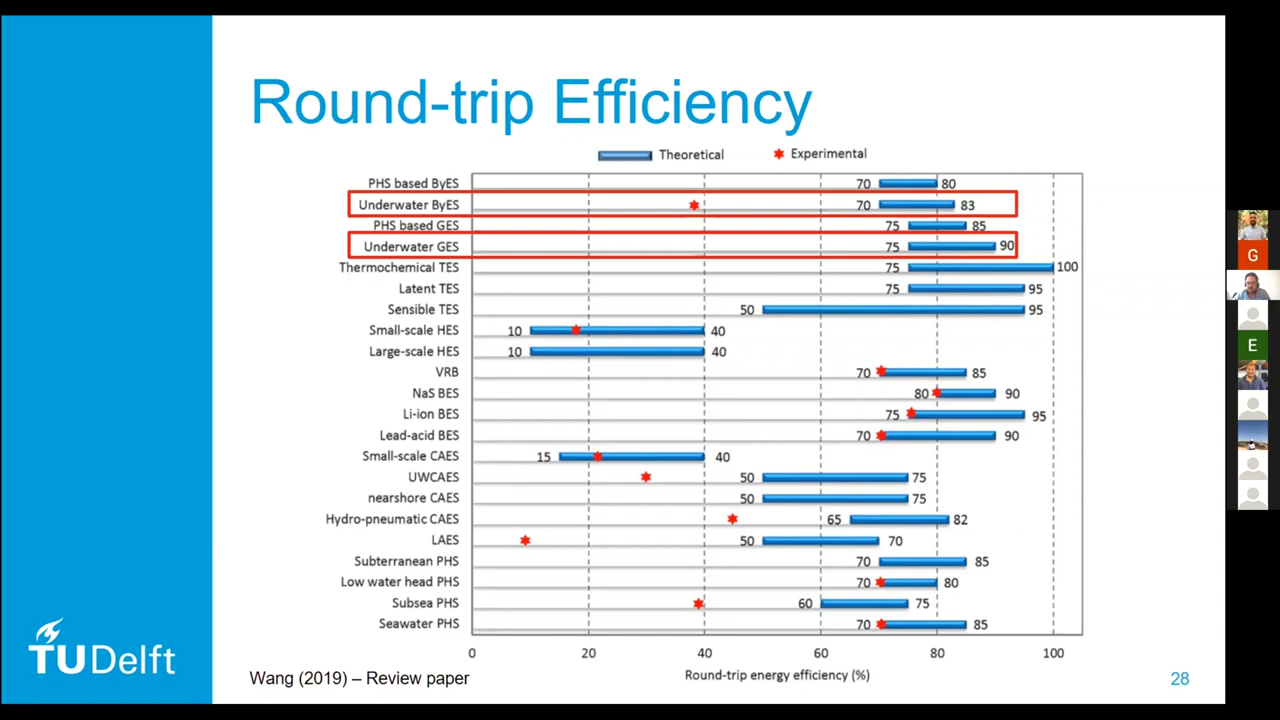 Round-trip Efficiency
Theoretical
Experimental
PHS based ByES 70 80
Underwater ByES 70 83
PHS based GES 75 85
Underwater GES 75 90
Thermochemical TES 75 100
Latent TES 75 95
Sensible TES 50 95
Small-scale HES 10 40
Large-scale HES 10 40
VRB 70 85
NaS BES 80 90
Li-ion BES 75 95
Lead-acid BES 70 90
Small-scale CAES 15 40
UWCAES 50 75
nearshore CAES 50 75
Hydro-pneumatic CAES 65 82
LAES 50 70
Subterranean PHS 70 85
Low water head PHS 70 80
Subsea PHS 60 75
Seawater PHS 70 85
0 20 40 60 80 100
Round-trip energy efficiency (%)
Wang (2019) – Review paper
28
TUDelft
G
E